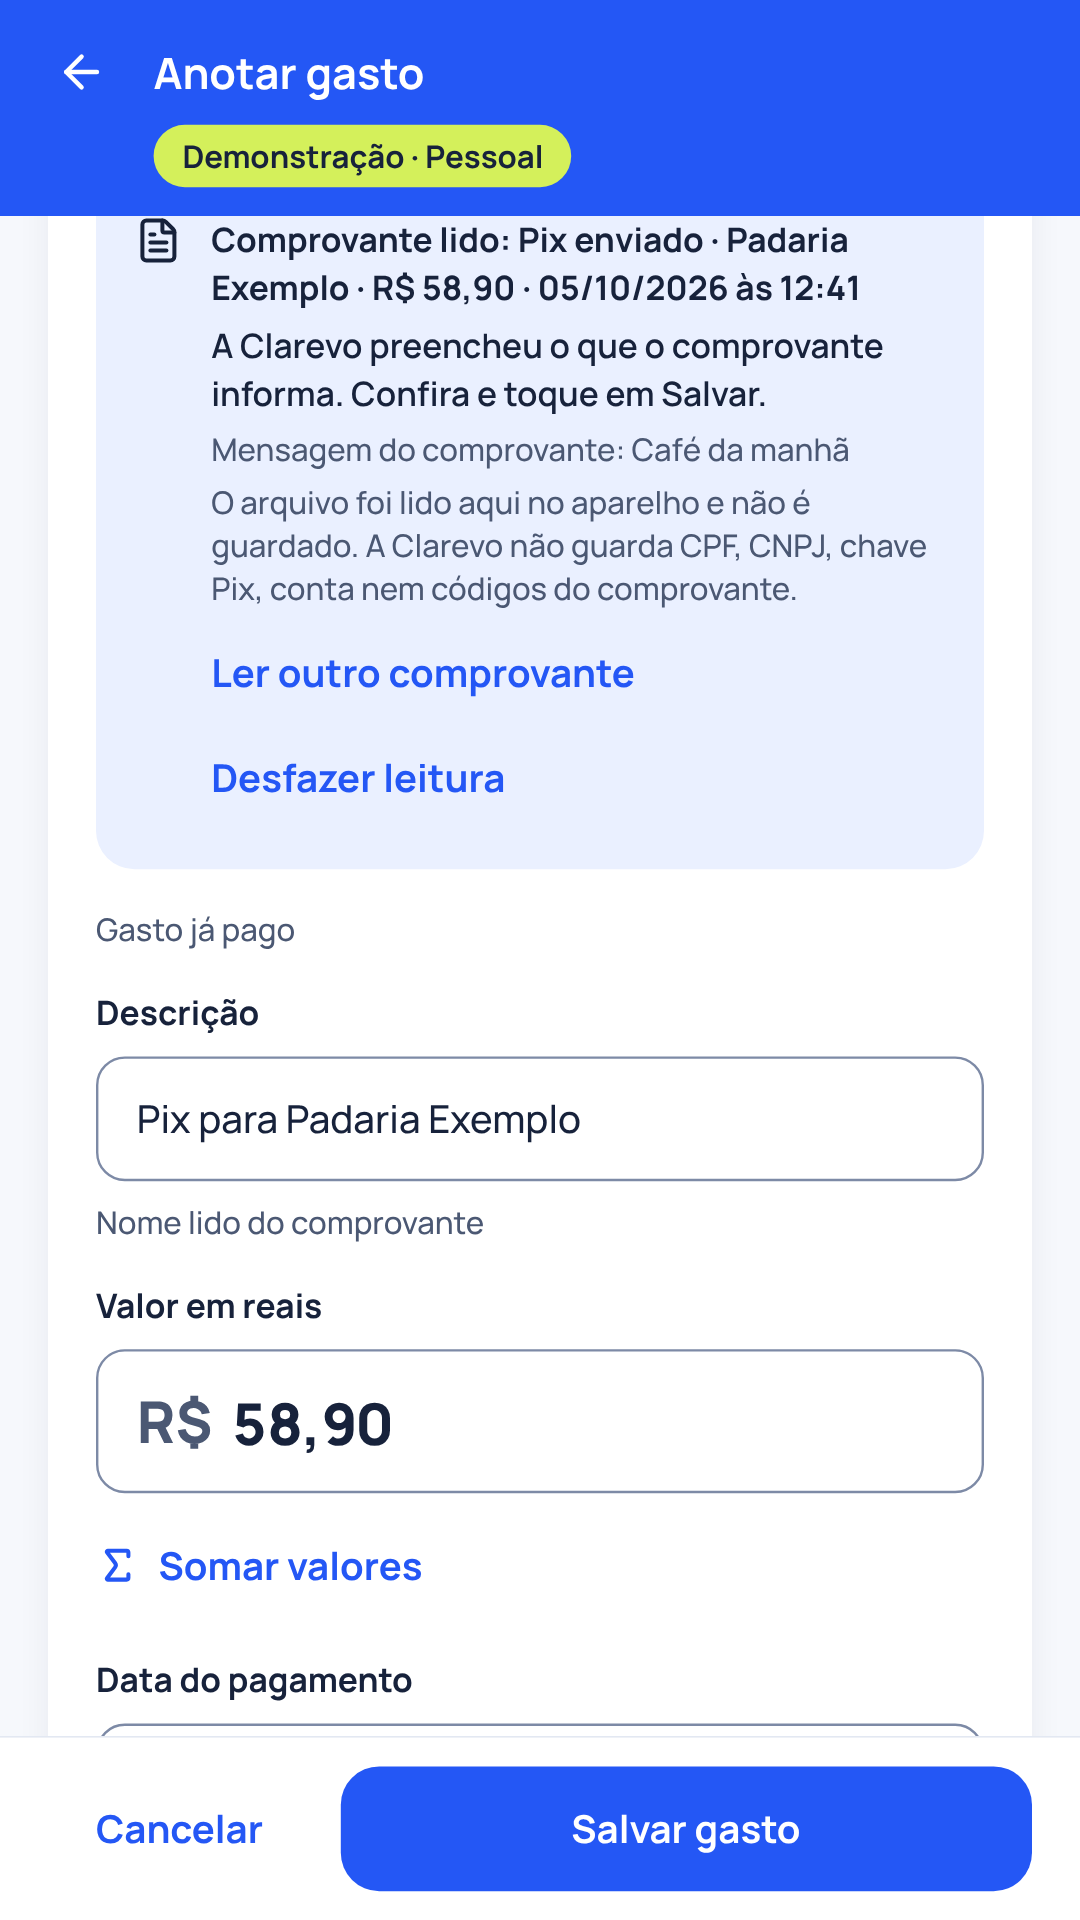 Anotar gasto
Demonstração · Pessoal
Comprovante lido: Pix enviado · Padaria
Exemplo · R$ 58,90 · 05/10/2026 às 12:41
A Clarevo preencheu o que o comprovante
informa. Confira e toque em Salvar.
Mensagem do comprovante: Café da manhã
O arquivo foi lido aqui no aparelho e não é
guardado. A Clarevo não guarda CPF, CNPJ, chave
Pix, conta nem códigos do comprovante.
Ler outro comprovante
Desfazer leitura
Gasto já pago
Descrição
Pix para Padaria Exemplo
Nome lido do comprovante
Valor em reais
R$ 58,90
Σ Somar valores
Data do pagamento
Cancelar
Salvar gasto